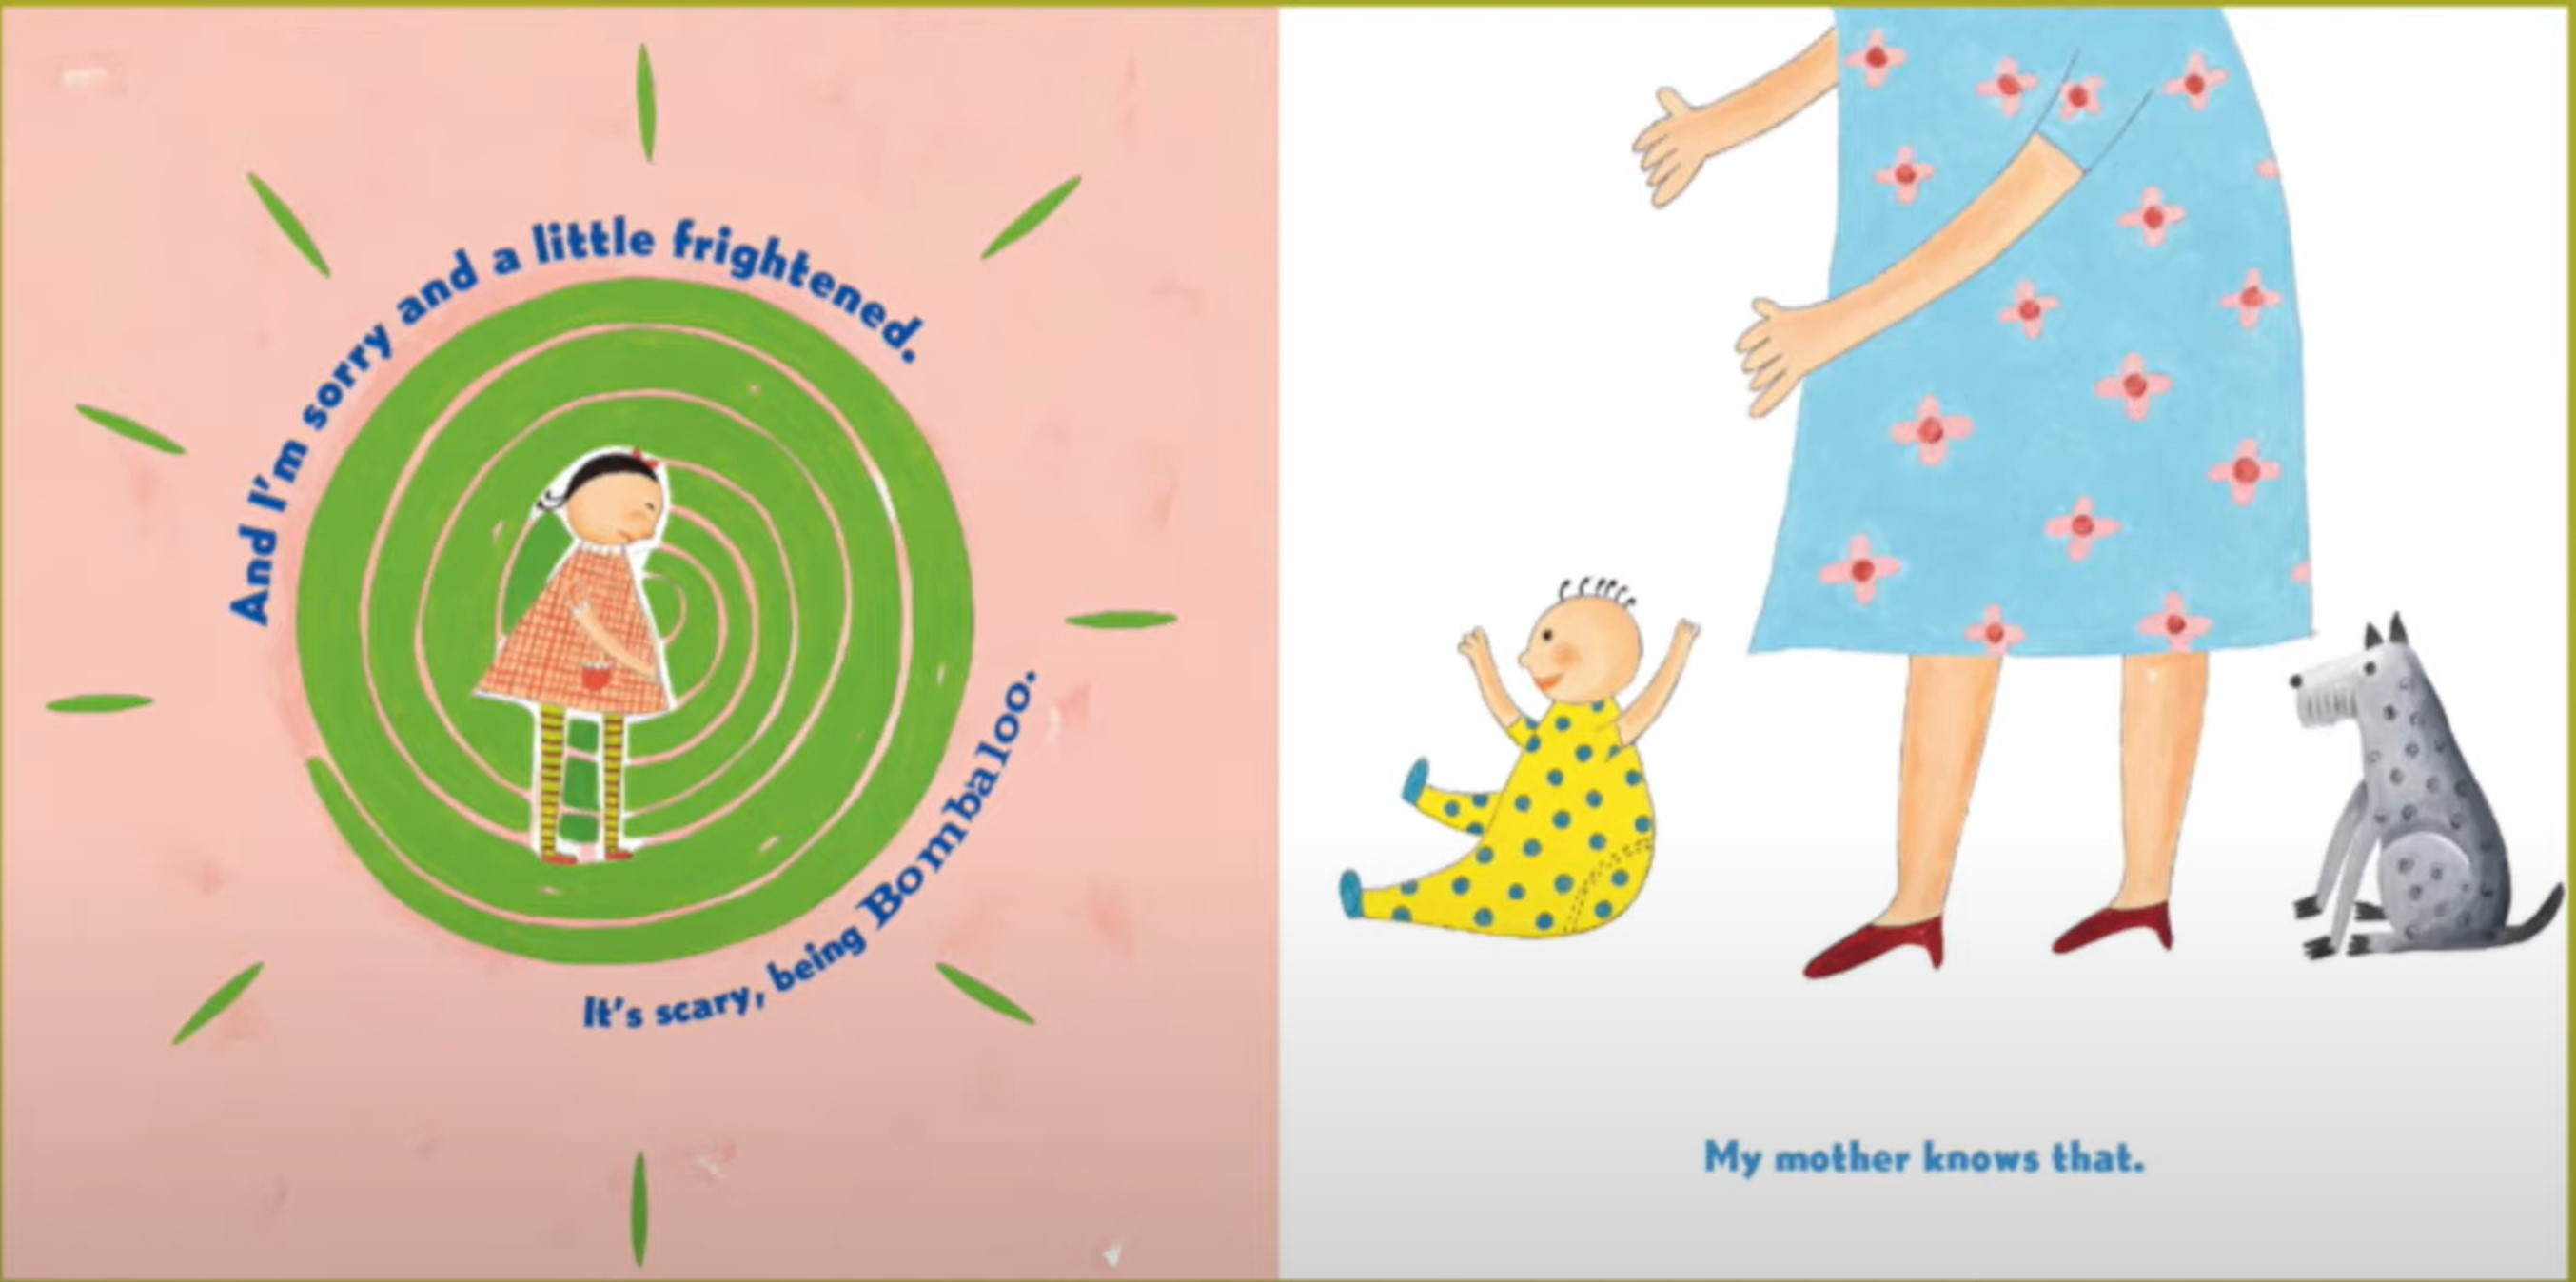 And I'm sorry and a little frightened.
It's scary, being Bombaloo.
My mother knows that.